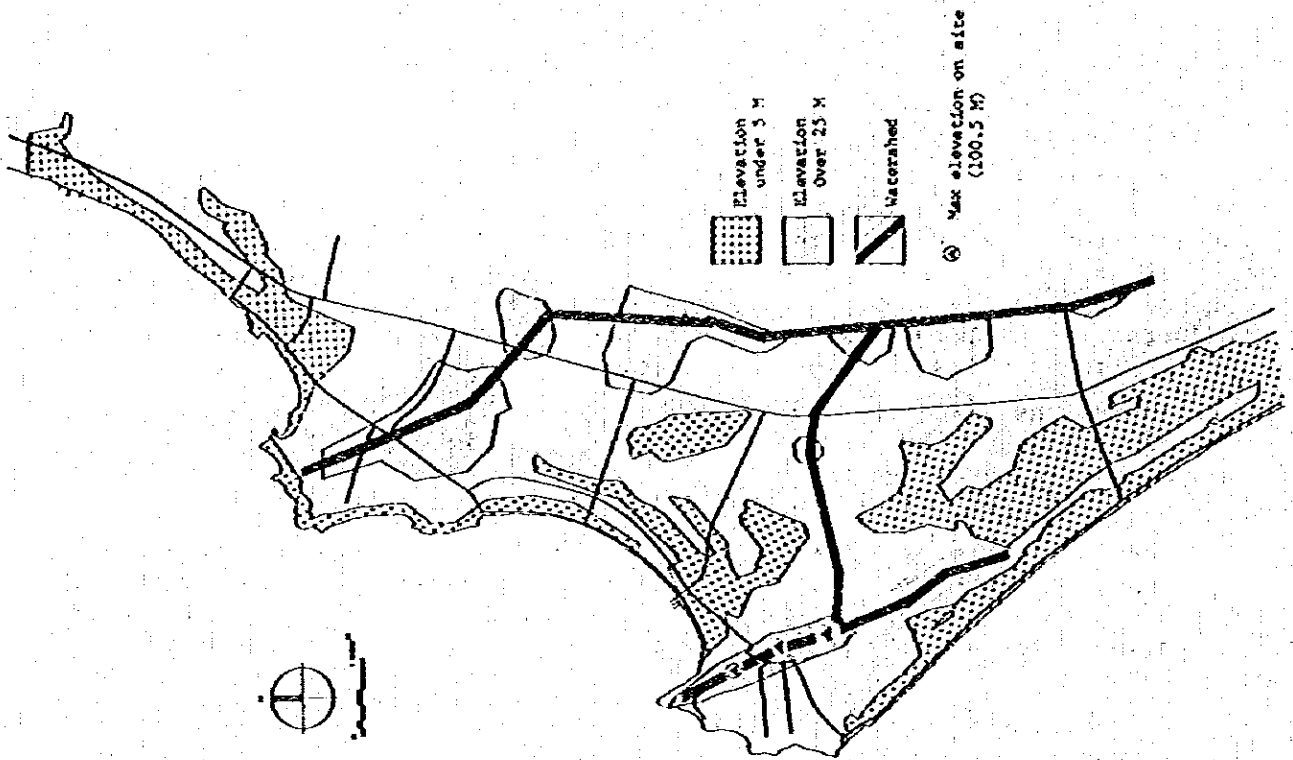 Elevation
under 5 M
Elevation
Over 25 M
Watershed
Max elevation on site
(100.5 M)